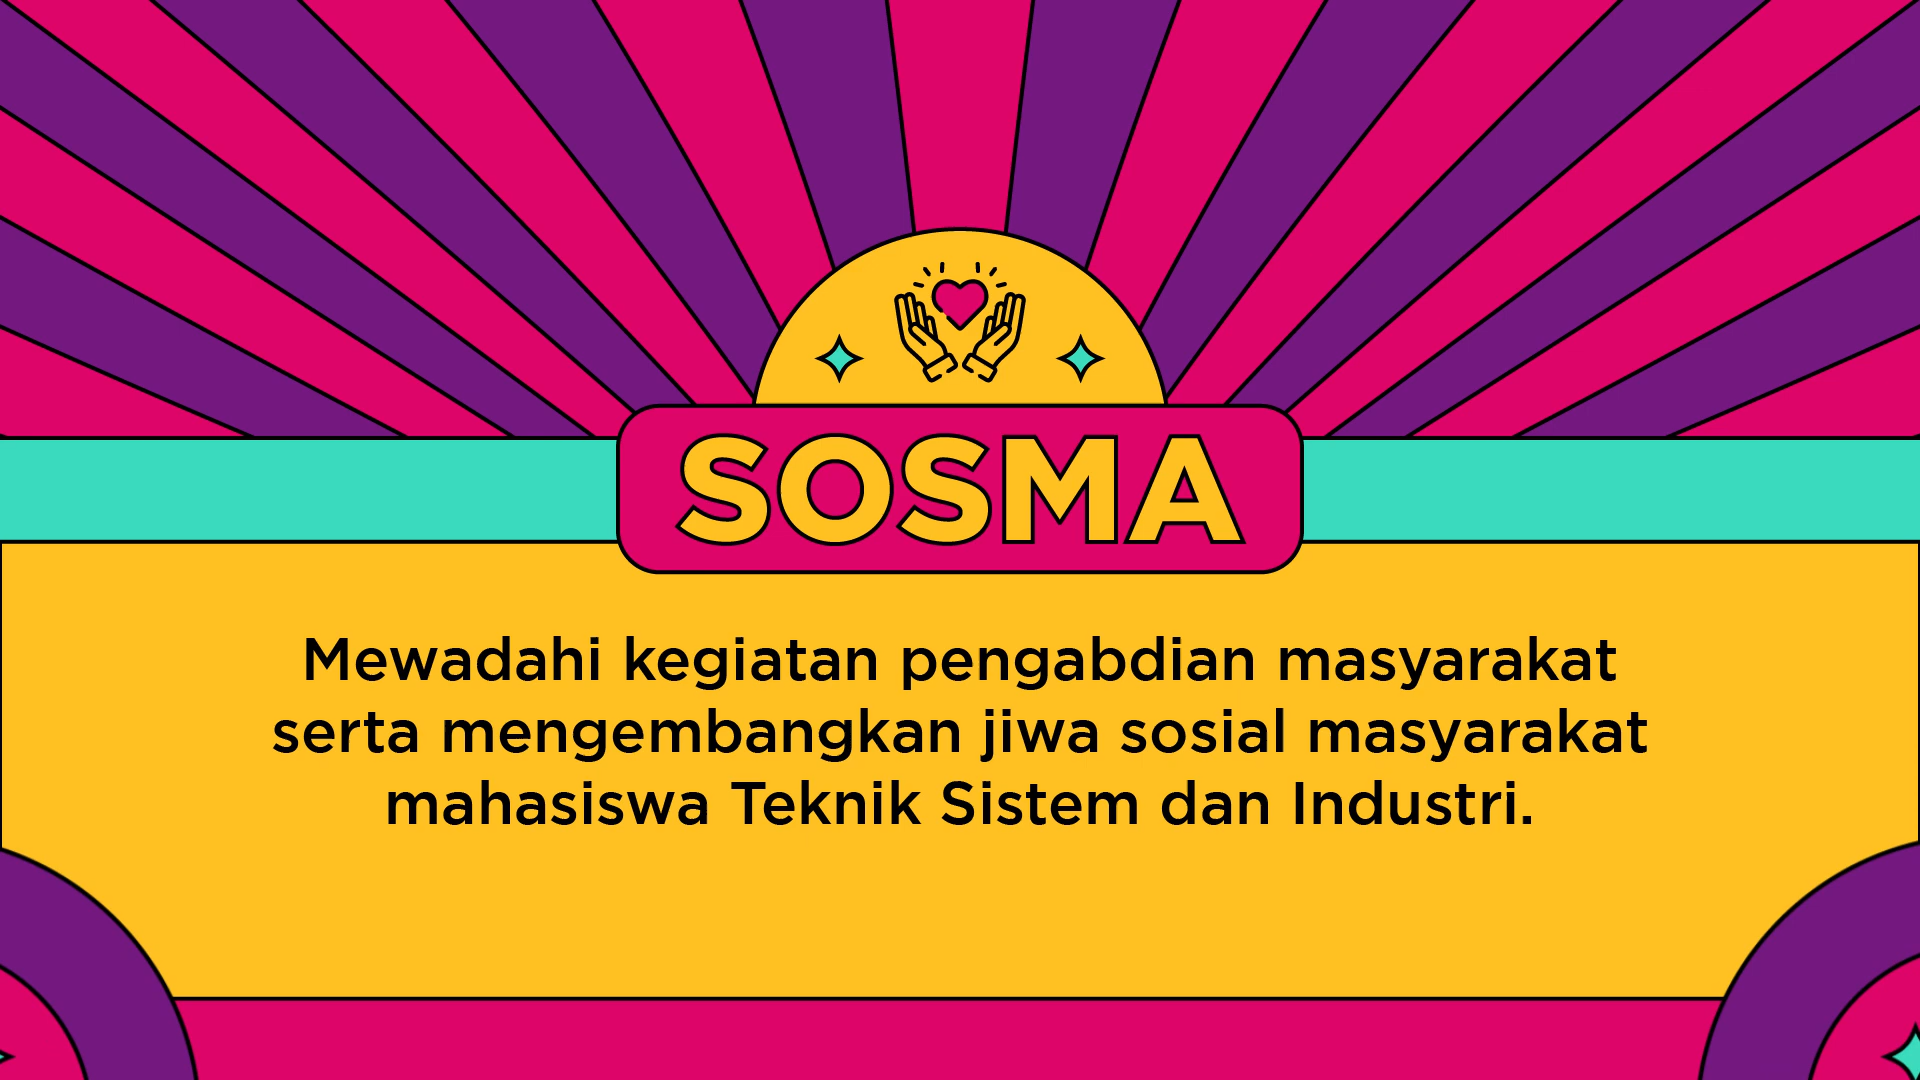 SOSMA
Mewadahi kegiatan pengabdian masyarakat
serta mengembangkan jiwa sosial masyarakat
mahasiswa Teknik Sistem dan Industri.